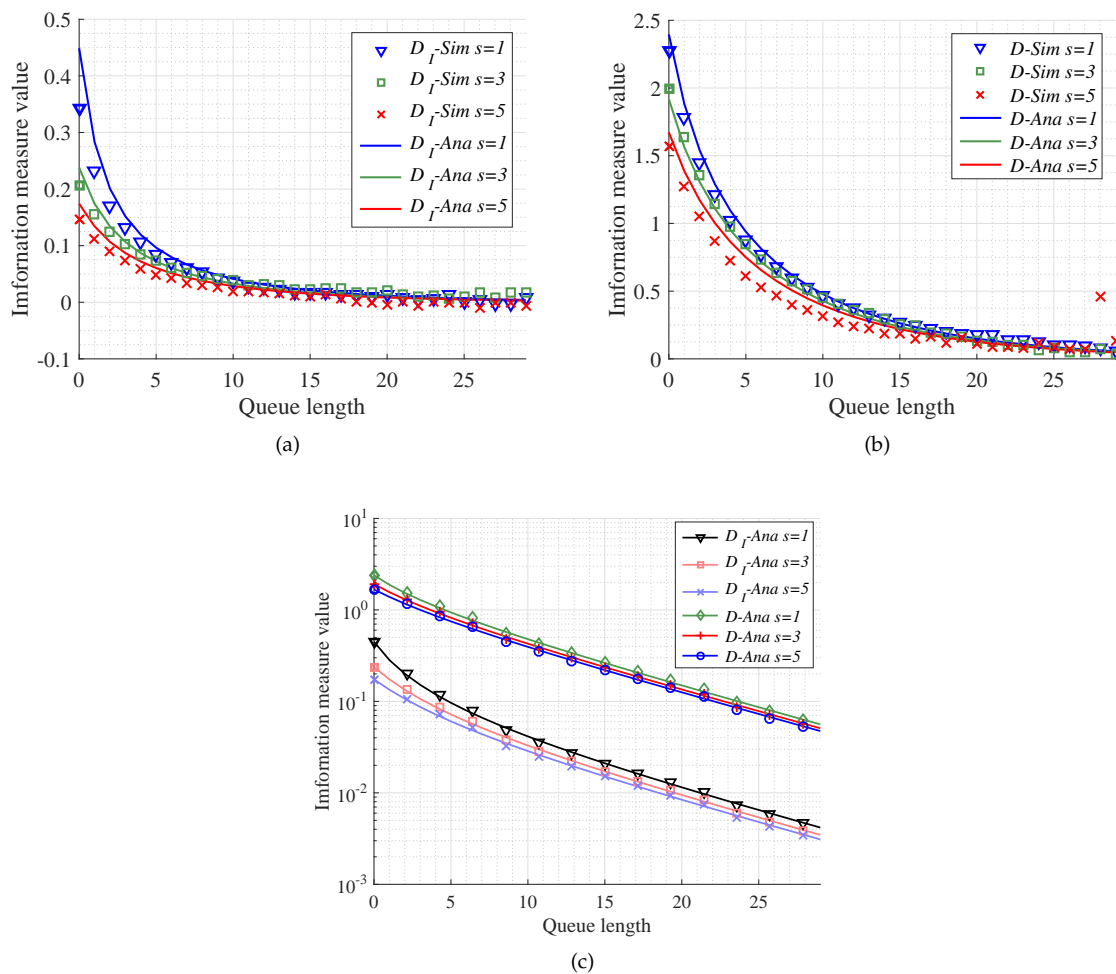 Imfornation measure value
0.5
0.4
0.3
0.2
0.1
0
-0.1
0 5 10 15 20 25
Queue length
D_I-Sim s=1
D_I-Sim s=3
D_I-Sim s=5
D_I-Ana s=1
D_I-Ana s=3
D_I-Ana s=5
(a)
Imfornation measure value
2.5
2
1.5
1
0.5
0
0 5 10 15 20 25
Queue length
D-Sim s=1
D-Sim s=3
D-Sim s=5
D-Ana s=1
D-Ana s=3
D-Ana s=5
(b)
Imfornation measure value
10^1
10^0
10^-1
10^-2
10^-3
0 5 10 15 20 25
Queue length
D_I-Ana s=1
D_I-Ana s=3
D_I-Ana s=5
D-Ana s=1
D-Ana s=3
D-Ana s=5
(c)